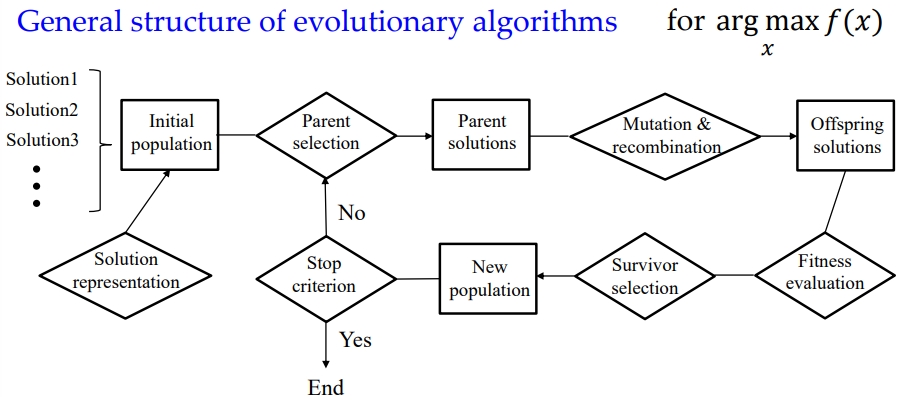 General structure of evolutionary algorithms for arg max f(x)
x
Solution1
Solution2
Solution3
Initial
population
Parent
selection
Parent
solutions
Mutation &
recombination
Offspring
solutions
No
Solution
representation
Stop
criterion
New
population
Survivor
selection
Fitness
evaluation
Yes
End